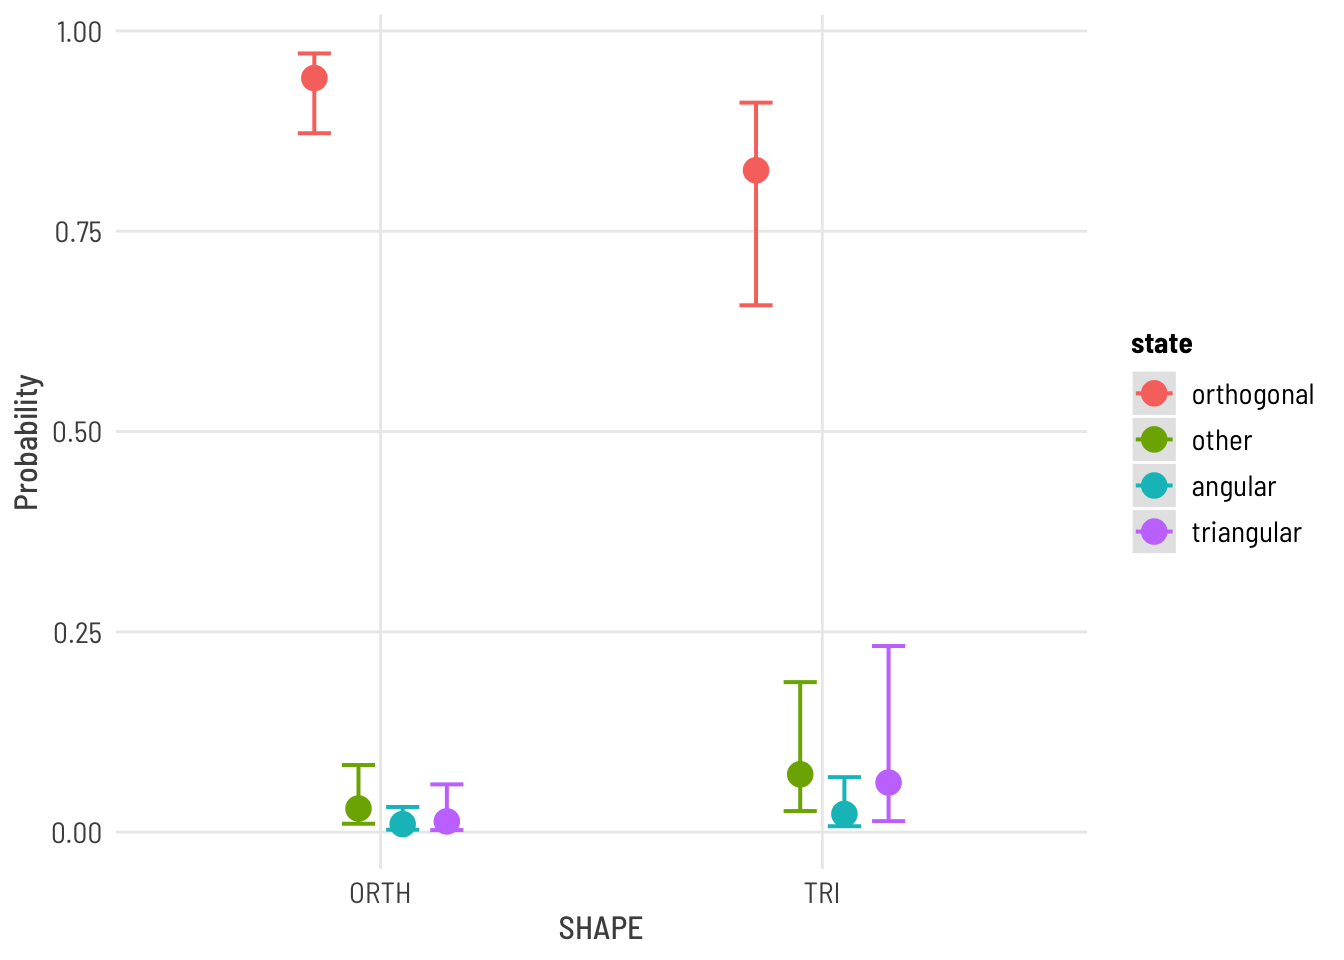 1.00
0.75
0.50
0.25
0.00
Probability
ORTH
TRI
SHAPE
state
orthogonal
other
angular
triangular